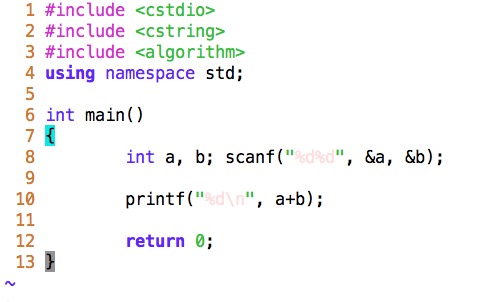 1 #include <cstdio>
2 #include <cstring>
3 #include <algorithm>
4 using namespace std;
5
6 int main()
7 {
8 int a, b; scanf("%d%d", &a, &b);
9
10 printf("%d\n", a+b);
11
12 return 0;
13 }
~